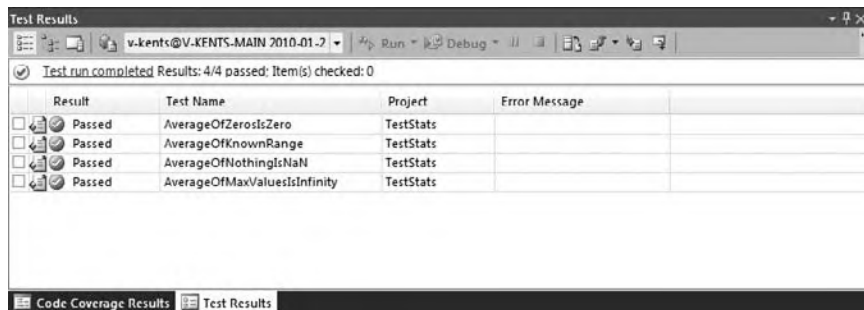 Test Results
v-kents@V-KENTS-MAIN 2010-01-2 Run Debug
Test run completed Results: 4/4 passed; Item(s) checked: 0
Result Test Name Project Error Message
Passed AverageOfZerosIsZero TestStats
Passed AverageOfKnownRange TestStats
Passed AverageOfNothingIsNaN TestStats
Passed AverageOfMaxValuesIsInfinity TestStats
Code Coverage Results Test Results